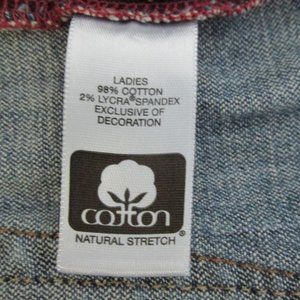 LADIES
98% COTTON
2% LYCRA® SPANDEX
EXCLUSIVE OF
DECORATION
cotton
NATURAL STRETCH®